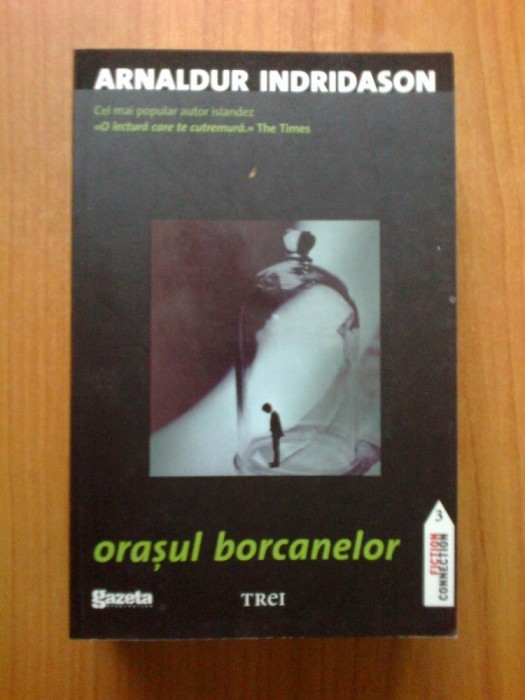 ARNALDUR INDRIDASON
Cel mai popular autor islandez
«O lectură care te cutremură.» The Times
orașul borcanelor
3
FICTION
CONNECTION
gazeta
TREI